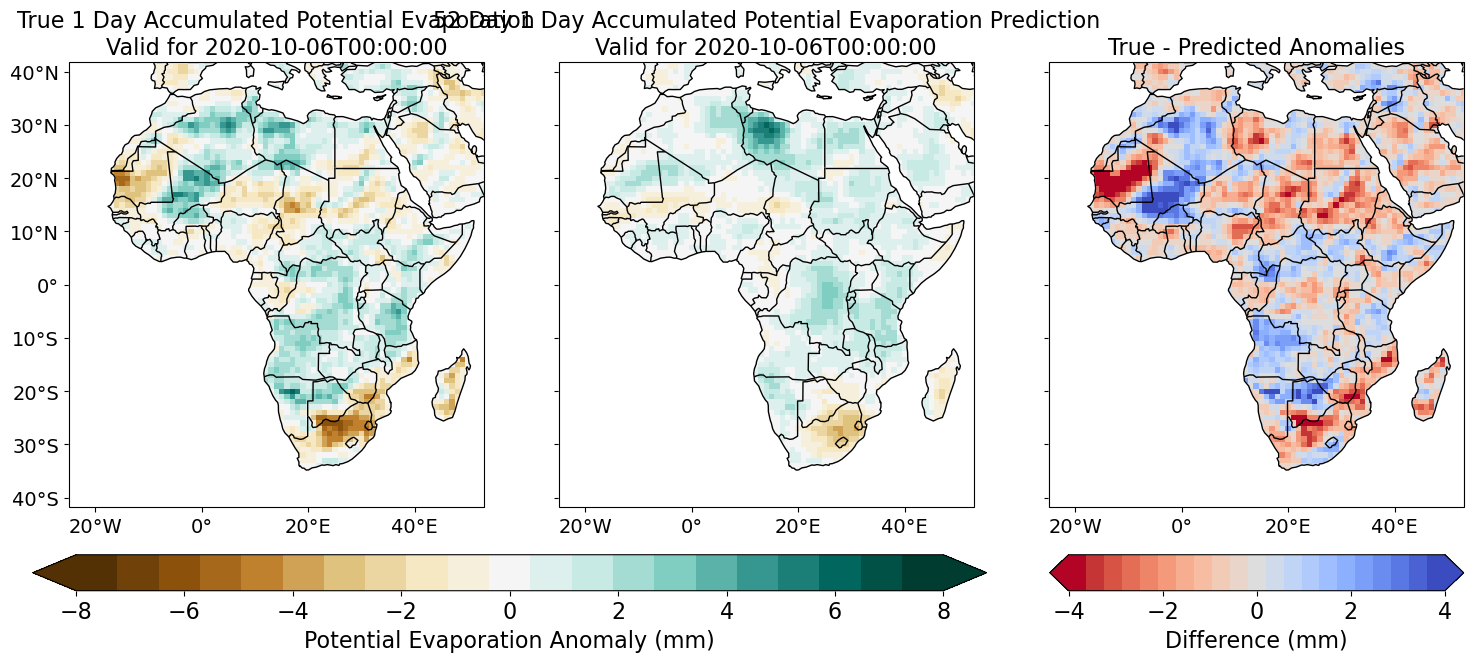 True 1 Day Accumulated Potential Evaporation
Valid for 2020-10-06T00:00:00
52 Day 1 Day Accumulated Potential Evaporation Prediction
Valid for 2020-10-06T00:00:00
True - Predicted Anomalies
40°N
30°N
20°N
10°N
0°
10°S
20°S
30°S
40°S
20°W 0° 20°E 40°E
20°W 0° 20°E 40°E
20°W 0° 20°E 40°E
−8 −6 −4 −2 0 2 4 6 8
Potential Evaporation Anomaly (mm)
−4 −2 0 2 4
Difference (mm)